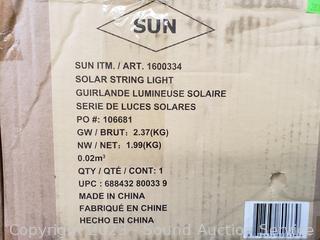 SUN
SUN ITM. / ART. 1600334
SOLAR STRING LIGHT
GUIRLANDE LUMINEUSE SOLAIRE
SERIE DE LUCES SOLARES
PO #: 106681
GW / BRUT: 2.37(KG)
NW / NET: 1.99(KG)
0.02m³
QTY / QTÉ / CONT: 1
UPC : 688432 80033 9
MADE IN CHINA
FABRIQUÉ EN CHINE
HECHO EN CHINA
Copyright 2023 - Sound Auction Service